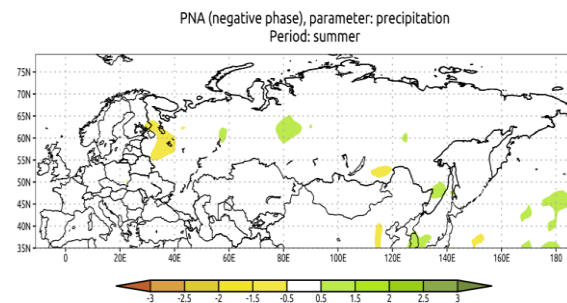 PNA (negative phase), parameter: precipitation
Period: summer
75N
70N
65N
60N
55N
50N
45N
40N
35N
0 20E 40E 60E 80E 100E 120E 140E 160E 180
-3 -2.5 -2 -1.5 -0.5 0.5 1.5 2 2.5 3